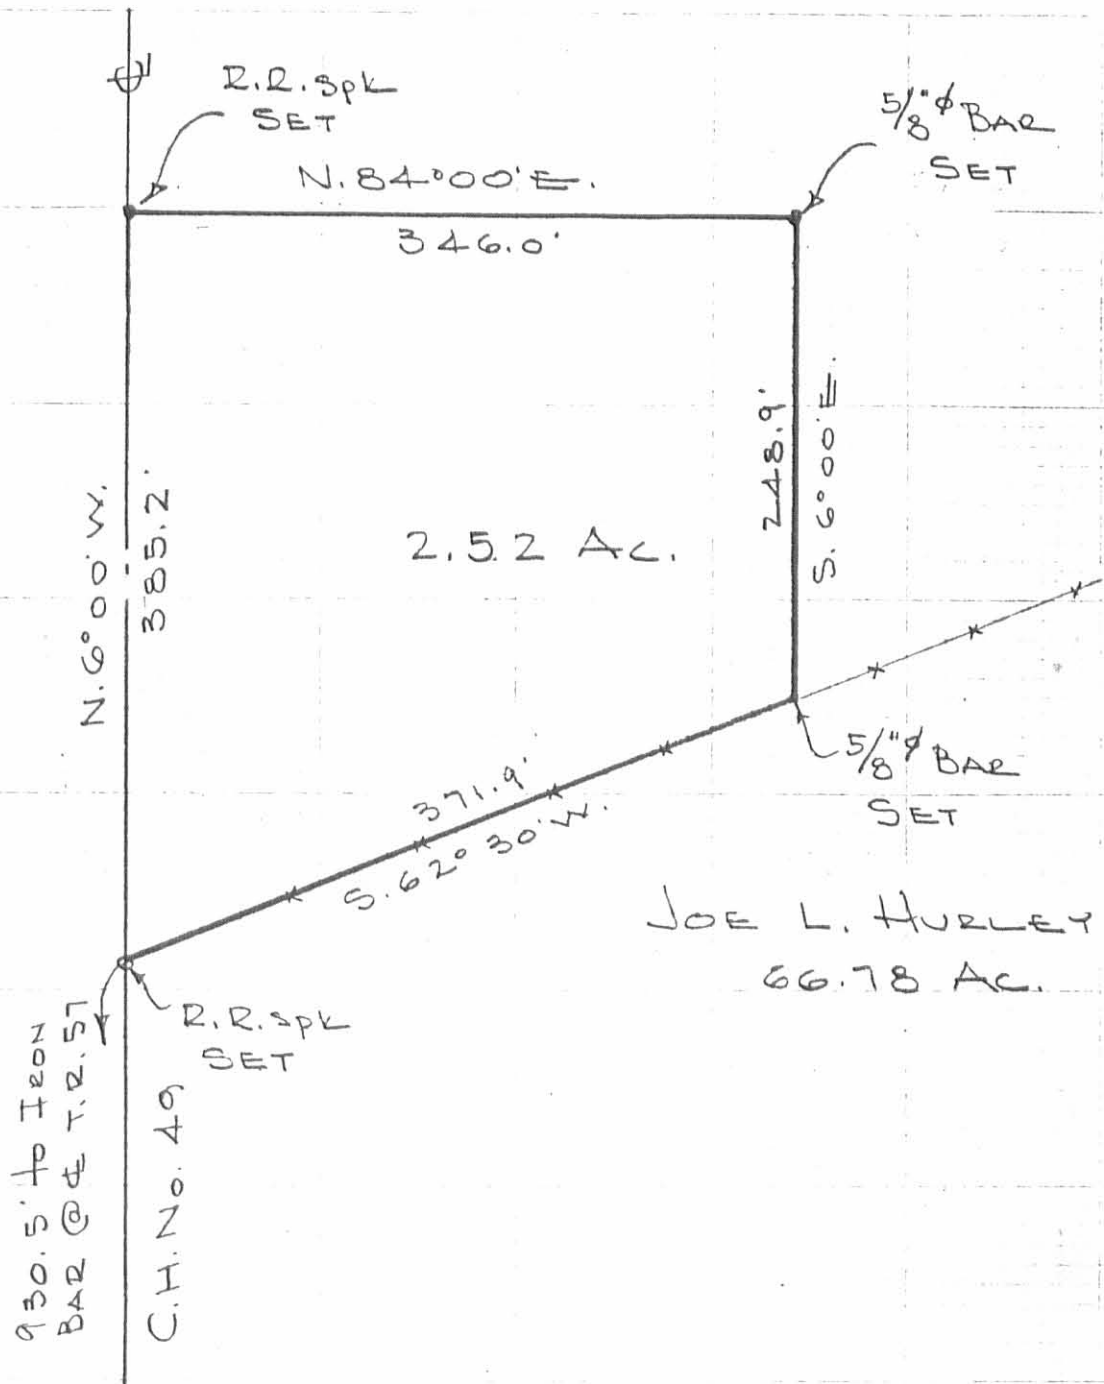 ℄
R.R. Spk
SET
N. 84°00' E.
346.0'
5/8"ϕ BAR
SET
N. 6°00' W.
385.2'
248.9'
S. 6°00' E.
2.52 Ac.
371.9'
S. 62° 30' W.
5/8"ϕ BAR
SET
JOE L. HURLEY
66.78 Ac.
R.R. Spk
SET
930.5' to IRON
BAR @ ℄ T.R. 57
C.H. No. 49